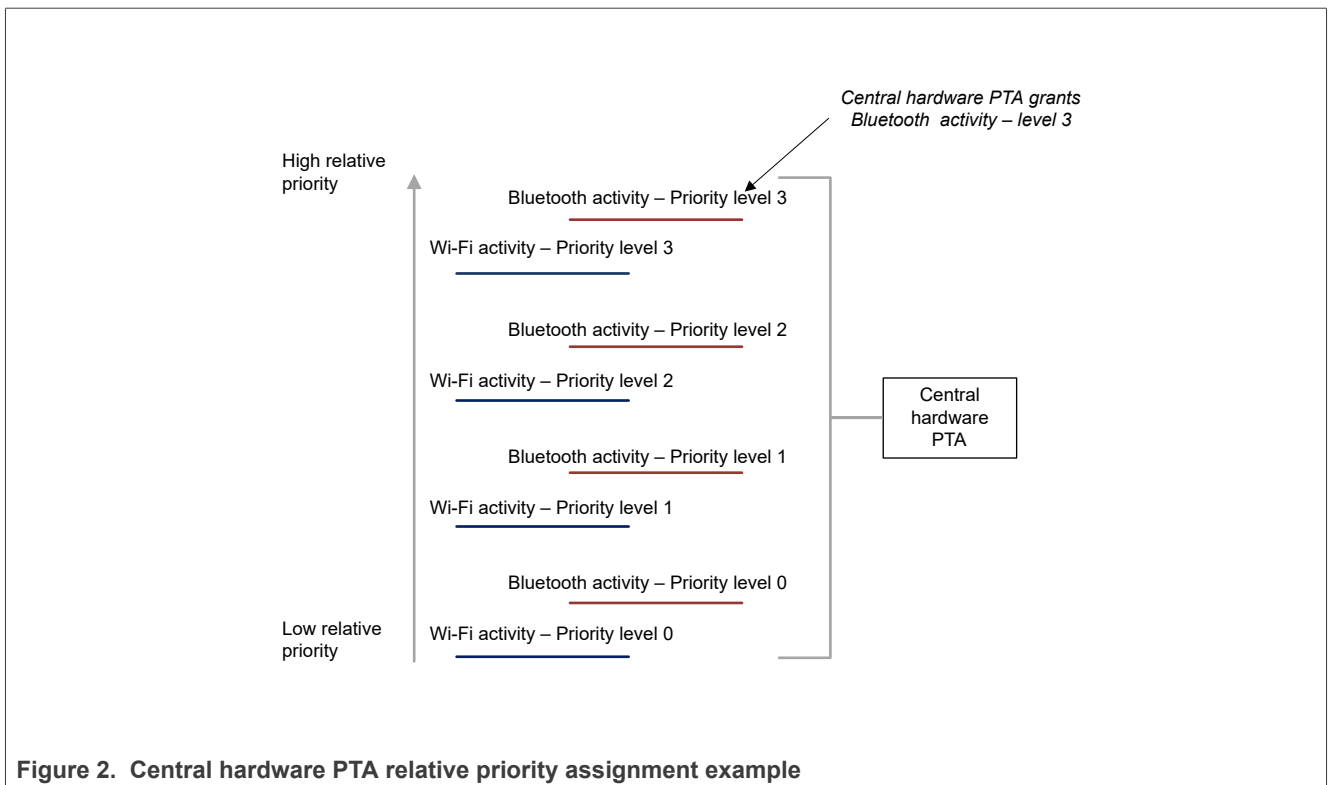 Central hardware PTA grants
Bluetooth activity – level 3
High relative
priority
Bluetooth activity – Priority level 3
Wi-Fi activity – Priority level 3
Bluetooth activity – Priority level 2
Wi-Fi activity – Priority level 2
Central
hardware
PTA
Bluetooth activity – Priority level 1
Wi-Fi activity – Priority level 1
Bluetooth activity – Priority level 0
Low relative
priority
Wi-Fi activity – Priority level 0
Figure 2. Central hardware PTA relative priority assignment example